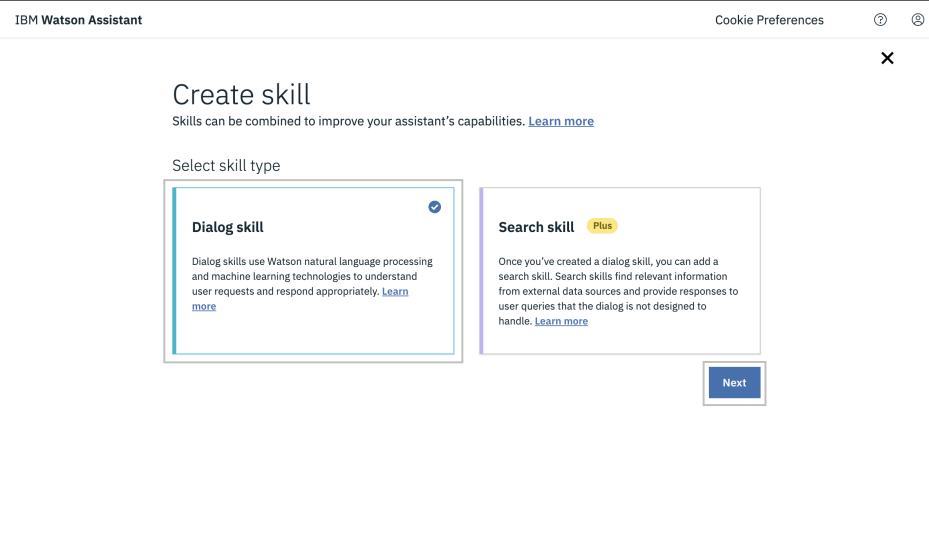 IBM Watson Assistant
Cookie Preferences
Create skill
Skills can be combined to improve your assistant’s capabilities. Learn more
Select skill type
Dialog skill
Dialog skills use Watson natural language processing
and machine learning technologies to understand
user requests and respond appropriately. Learn
more
Search skill Plus
Once you’ve created a dialog skill, you can add a
search skill. Search skills find relevant information
from external data sources and provide responses to
user queries that the dialog is not designed to
handle. Learn more
Next